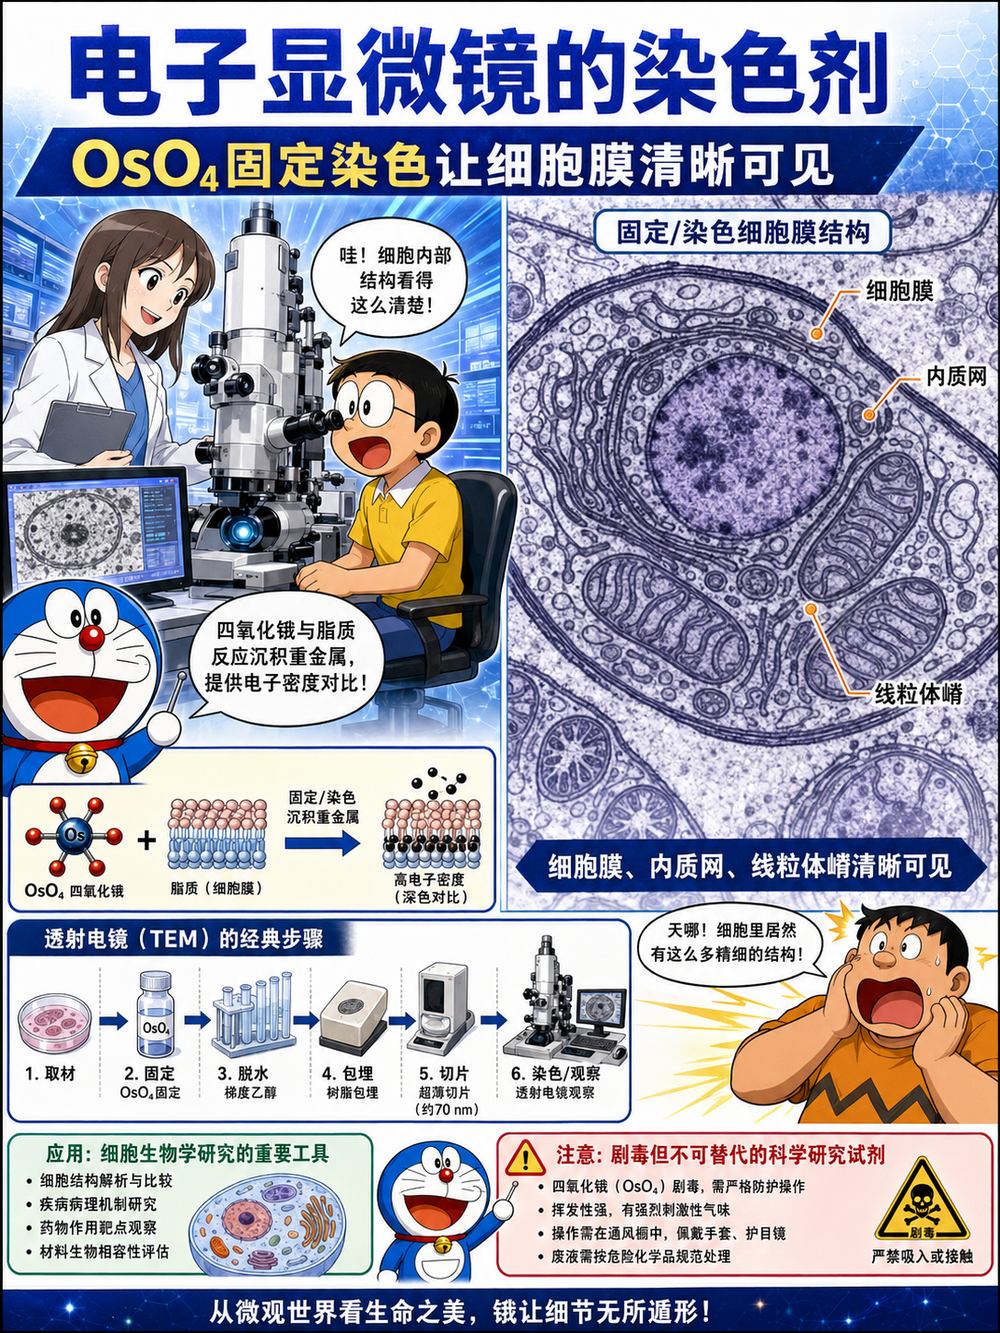 电子显微镜的染色剂
OsO₄固定染色让细胞膜清晰可见
哇！细胞内部
结构看得
这么清楚！
四氧化锇与脂质
反应沉积重金属，
提供电子密度对比！
固定/染色细胞膜结构
细胞膜
内质网
线粒体嵴
细胞膜、内质网、线粒体嵴清晰可见
Os
OsO₄ 四氧化锇
+
脂质（细胞膜）
固定/染色
沉积重金属
高电子密度
（深色对比）
透射电镜（TEM）的经典步骤
1. 取材
OsO₄
2. 固定
OsO₄固定
3. 脱水
梯度乙醇
4. 包埋
树脂包埋
5. 切片
超薄切片
（约70 nm）
6. 染色/观察
透射电镜观察
天哪！细胞里居然
有这么多精细的结构！
应用：细胞生物学研究的重要工具
• 细胞结构解析与比较
• 疾病病理机制研究
• 药物作用靶点观察
• 材料生物相容性评估
注意：剧毒但不可替代的科学研究试剂
• 四氧化锇（OsO₄）剧毒，需严格防护操作
• 挥发性强，有强烈刺激性气味
• 操作需在通风橱中，佩戴手套、护目镜
• 废液需按危险化学品规范处理
剧毒
严禁吸入或接触
从微观世界看生命之美，锇让细节无所遁形！